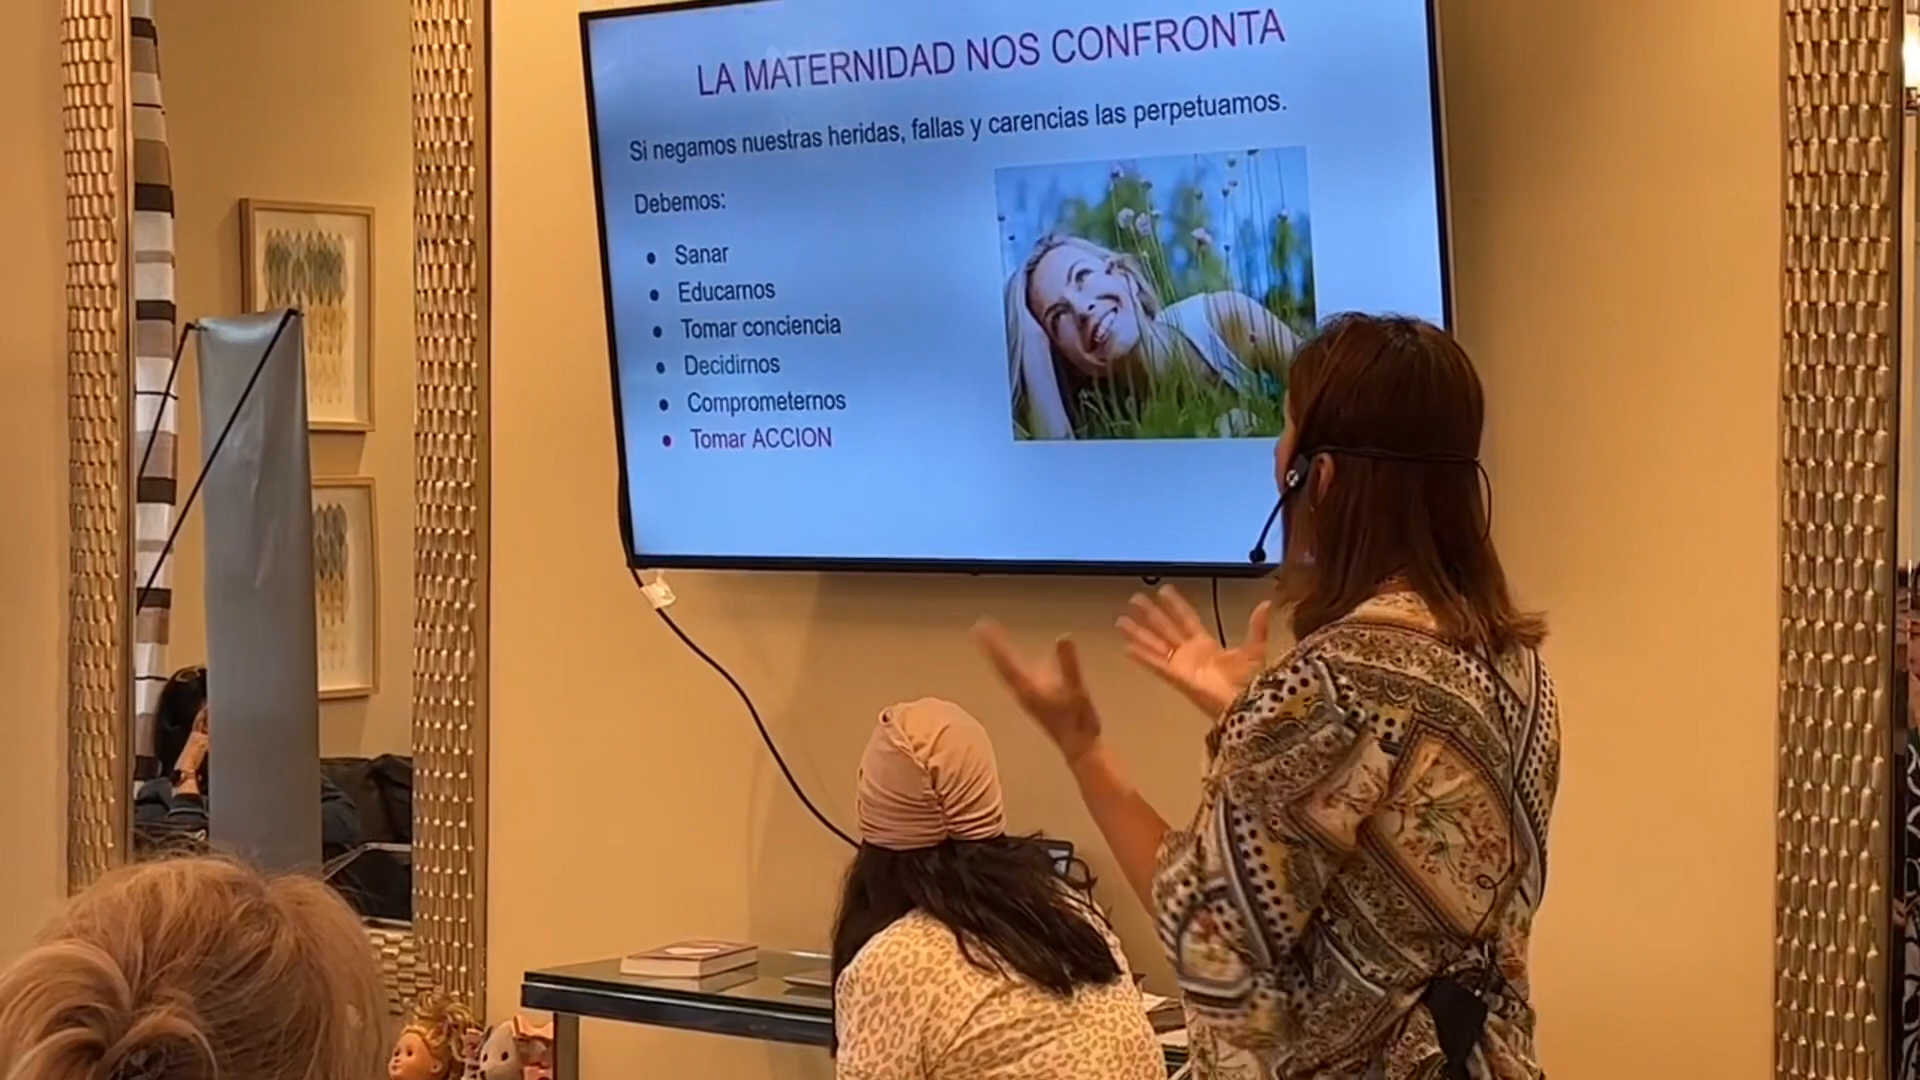 LA MATERNIDAD NOS CONFRONTA
Si negamos nuestras heridas, fallas y carencias las perpetuamos.
Debemos:
● Sanar
● Educarnos
● Tomar conciencia
● Decidirnos
● Comprometernos
● Tomar ACCION